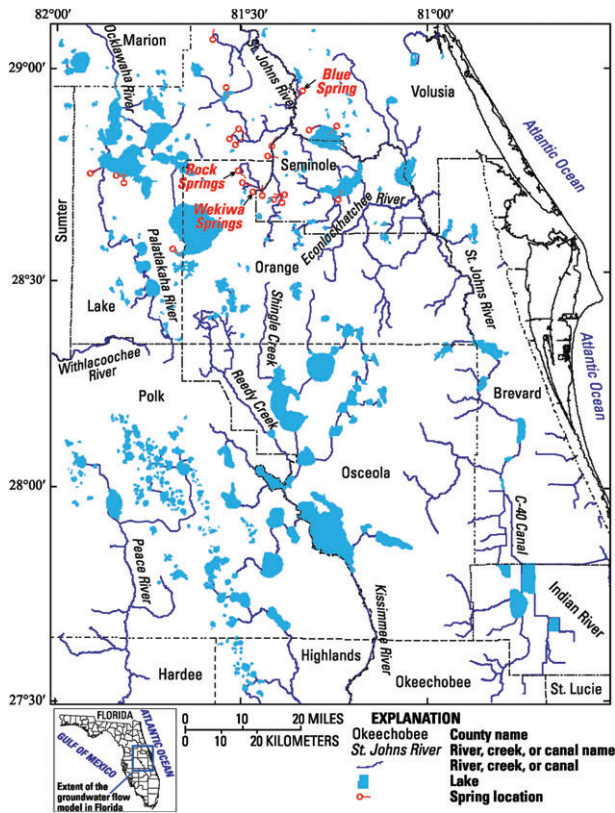 82°00'
81°30'
81°00'
29°00'
28°30'
28°00'
27°30'
Marion
Ocklawaha River
St. Johns River
Blue
Spring
Volusia
Atlantic Ocean
Rock
Springs
Seminole
Wekiwa
Springs
Econlockhatchee River
Sumter
Palatlakaha River
Orange
St. Johns River
Lake
Shingle Creek
Atlantic Ocean
Withlacoochee
River
Reedy Creek
Brevard
Polk
Osceola
C-40 Canal
Peace River
Kissimmee River
Indian River
Hardee
Highlands
Okeechobee
St. Lucie
FLORIDA
ATLANTIC OCEAN
GULF OF MEXICO
Extent of the
groundwater flow
model in Florida
0 10 20 MILES
0 10 20 KILOMETERS
EXPLANATION
Okeechobee County name
St. Johns River River, creek, or canal name
River, creek, or canal
Lake
Spring location